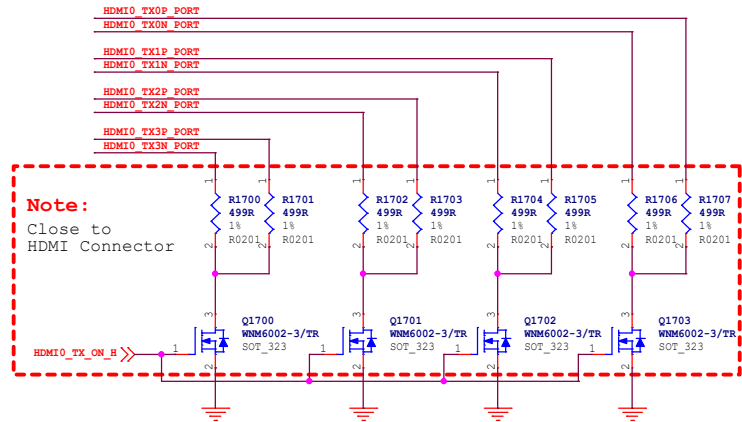 HDMI0_TX0P_PORT
HDMI0_TX0N_PORT
HDMI0_TX1P_PORT
HDMI0_TX1N_PORT
HDMI0_TX2P_PORT
HDMI0_TX2N_PORT
HDMI0_TX3P_PORT
HDMI0_TX3N_PORT
1 1 1 1 1 1 1 1
Note:
Close to
HDMI Connector
R1700 R1701 R1702 R1703 R1704 R1705 R1706 R1707
499R 499R 499R 499R 499R 499R 499R 499R
1% 1% 1% 1% 1% 1% 1% 1%
R0201 R0201 R0201 R0201 R0201 R0201 R0201 R0201
2 2 2 2 2 2 2 2
3 3 3 3
Q1700 Q1701 Q1702 Q1703
WNM6002-3/TR WNM6002-3/TR WNM6002-3/TR WNM6002-3/TR
SOT_323 SOT_323 SOT_323 SOT_323
HDMI0_TX_ON_H 1 1 1 1
2 2 2 2